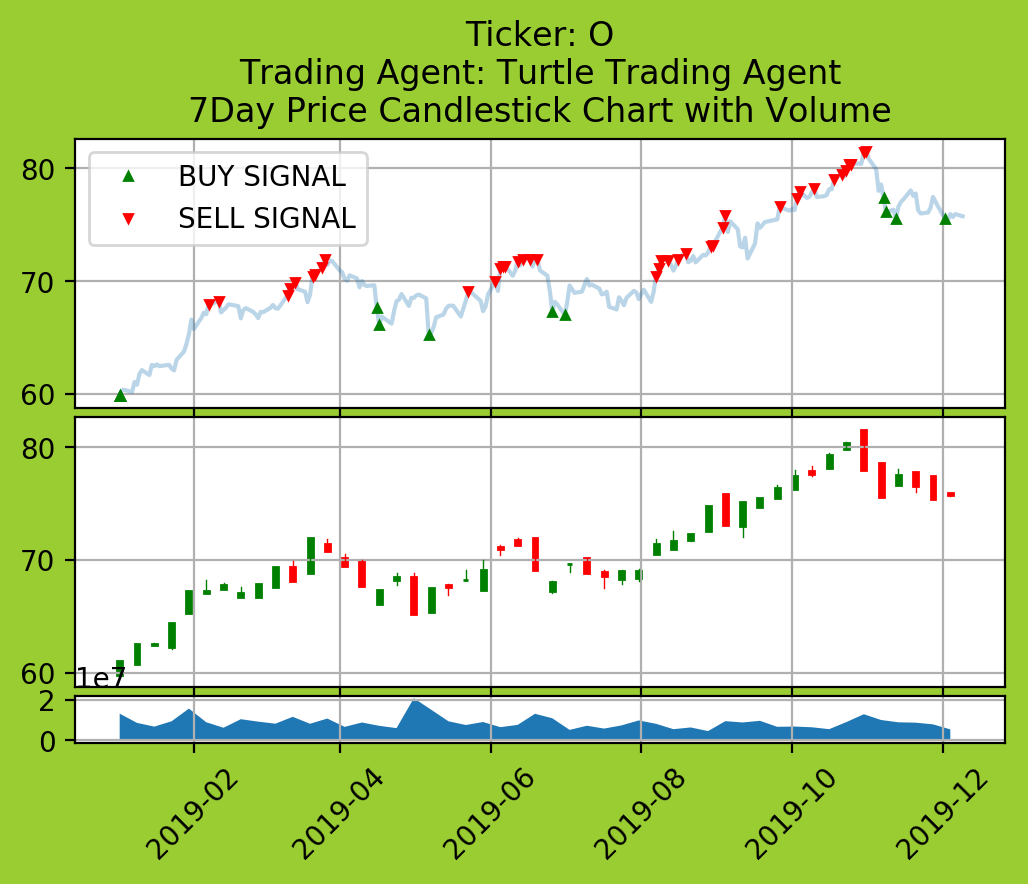 Ticker: O
Trading Agent: Turtle Trading Agent
7Day Price Candlestick Chart with Volume
BUY SIGNAL
SELL SIGNAL
80
70
60
80
70
60
1e7
2
0
2019-02
2019-04
2019-06
2019-08
2019-10
2019-12